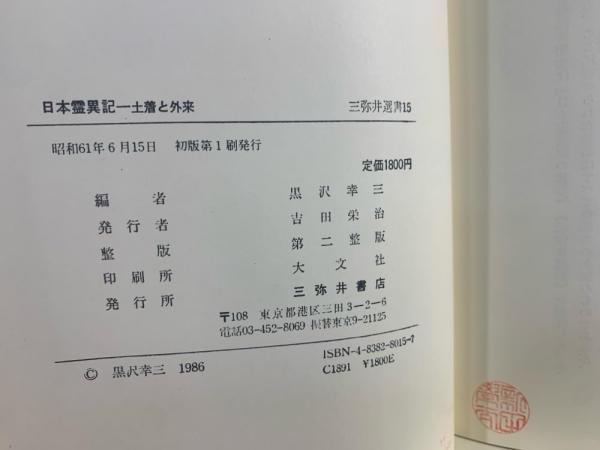 日本霊異記—土着と外来 三弥井選書15
昭和61年6月15日 初版第1刷発行
定価1800円
編者 黒沢幸三
発行者 吉田栄治
整版 第二整版
印刷所 大文社
発行所 三弥井書店
〒108 東京都港区三田3-2-6
電話03-452-8069 振替東京9-21125
ISBN4-8382-8015-7
C1891 ¥1800E
© 黒沢幸三 1986